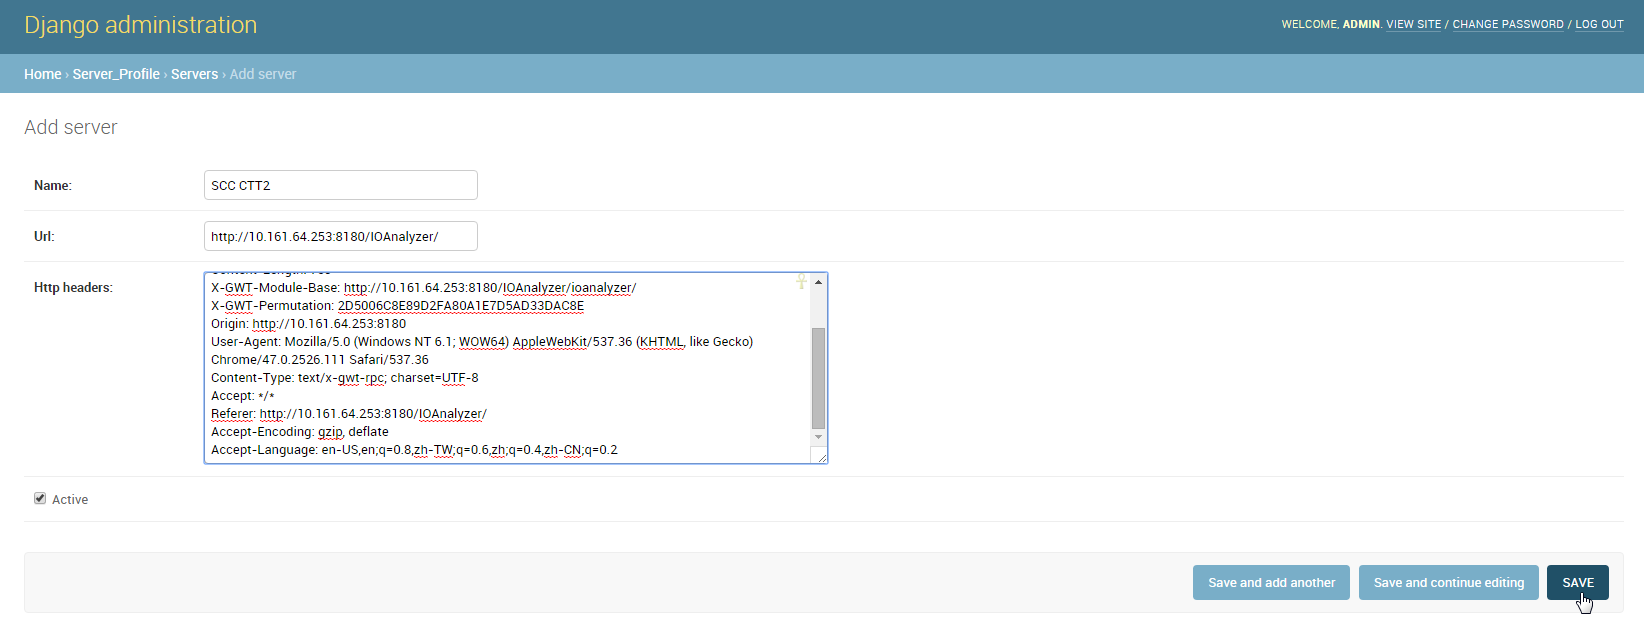 Django administration
WELCOME, ADMIN. VIEW SITE / CHANGE PASSWORD / LOG OUT
Home › Server_Profile › Servers › Add server
Add server
Name: SCC CTT2
Url: http://10.161.64.253:8180/IOAnalyzer/
Http headers:
X-GWT-Module-Base: http://10.161.64.253:8180/IOAnalyzer/ioanalyzer/
X-GWT-Permutation: 2D5006C8E89D2FA80A1E7D5AD33DAC8E
Origin: http://10.161.64.253:8180
User-Agent: Mozilla/5.0 (Windows NT 6.1; WOW64) AppleWebKit/537.36 (KHTML, like Gecko)
Chrome/47.0.2526.111 Safari/537.36
Content-Type: text/x-gwt-rpc; charset=UTF-8
Accept: */*
Referer: http://10.161.64.253:8180/IOAnalyzer/
Accept-Encoding: gzip, deflate
Accept-Language: en-US,en;q=0.8,zh-TW;q=0.6,zh;q=0.4,zh-CN;q=0.2
Active
Save and add another
Save and continue editing
SAVE